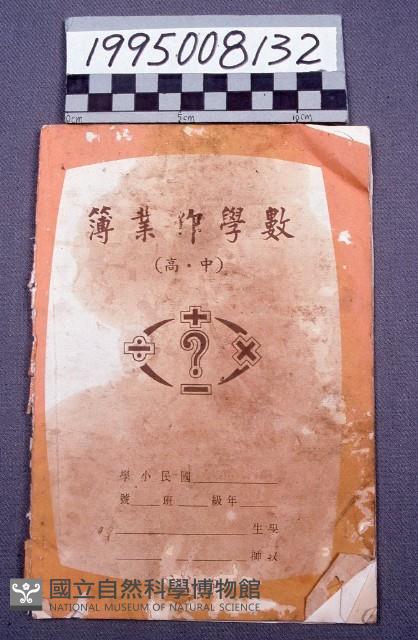 1995008132
0cm 5cm 10cm
數學作業簿
(中．高)
＋
÷ ? ×
－
國民小學
年級 班 號
學生
師
國立自然科學博物館
NATIONAL MUSEUM OF NATURAL SCIENCE